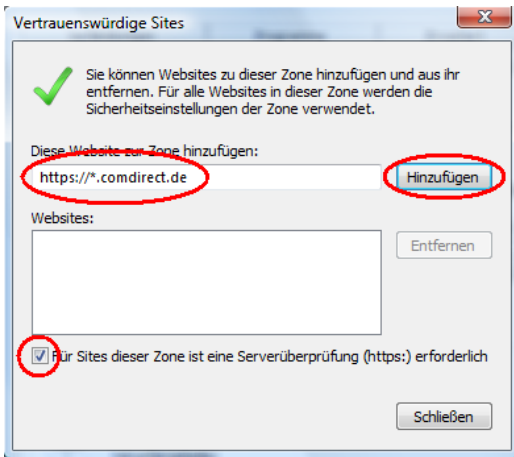 Vertrauenswürdige Sites
Sie können Websites zu dieser Zone hinzufügen und aus ihr
entfernen. Für alle Websites in dieser Zone werden die
Sicherheitseinstellungen der Zone verwendet.
Diese Website zur Zone hinzufügen:
https://*.comdirect.de
Hinzufügen
Websites:
Entfernen
Für Sites dieser Zone ist eine Serverüberprüfung (https:) erforderlich
Schließen